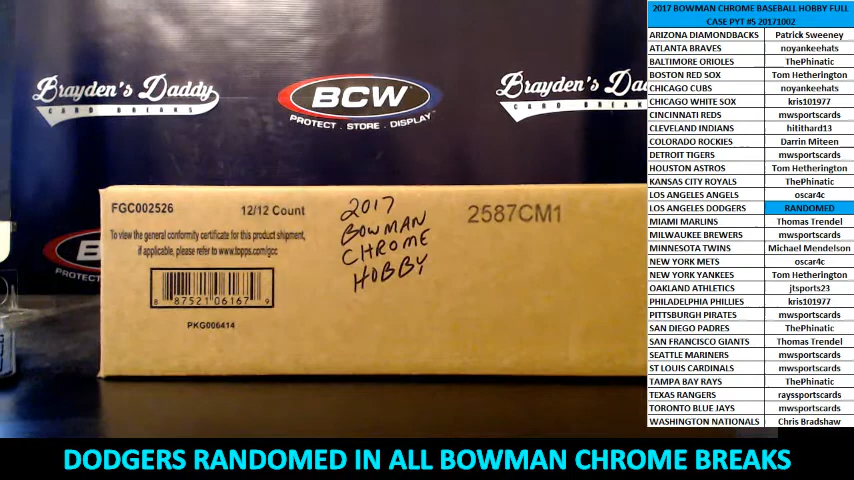 2017 BOWMAN CHROME BASEBALL HOBBY FULL
CASE PYT #5 20171002
ARIZONA DIAMONDBACKS Patrick Sweeney
ATLANTA BRAVES noyankeehats
BALTIMORE ORIOLES ThePhinatic
BOSTON RED SOX Tom Hetherington
CHICAGO CUBS noyankeehats
CHICAGO WHITE SOX kris101977
CINCINNATI REDS mwsportscards
CLEVELAND INDIANS hitithard13
COLORADO ROCKIES Darrin Miteen
DETROIT TIGERS mwsportscards
HOUSTON ASTROS Tom Hetherington
KANSAS CITY ROYALS ThePhinatic
LOS ANGELES ANGELS oscar4c
LOS ANGELES DODGERS RANDOMED
MIAMI MARLINS Thomas Trendel
MILWAUKEE BREWERS mwsportscards
MINNESOTA TWINS Michael Mendelson
NEW YORK METS oscar4c
NEW YORK YANKEES Tom Hetherington
OAKLAND ATHLETICS jtsports23
PHILADELPHIA PHILLIES kris101977
PITTSBURGH PIRATES mwsportscards
SAN DIEGO PADRES ThePhinatic
SAN FRANCISCO GIANTS Thomas Trendel
SEATTLE MARINERS mwsportscards
ST LOUIS CARDINALS mwsportscards
TAMPA BAY RAYS ThePhinatic
TEXAS RANGERS rayssportscards
TORONTO BLUE JAYS mwsportscards
WASHINGTON NATIONALS Chris Bradshaw
Brayden's Daddy
CARD BREAKS
BCW
PROTECT . STORE . DISPLAY
Brayden's Daddy
CARD BREAKS
FGC002526 12/12 Count
To view the general conformity certificate for this product shipment,
if applicable, please refer to www.topps.com/gcc
8 87521 06167 9
PKG006414
2017
BOWMAN
CHROME
HOBBY
2587CM1
DODGERS RANDOMED IN ALL BOWMAN CHROME BREAKS